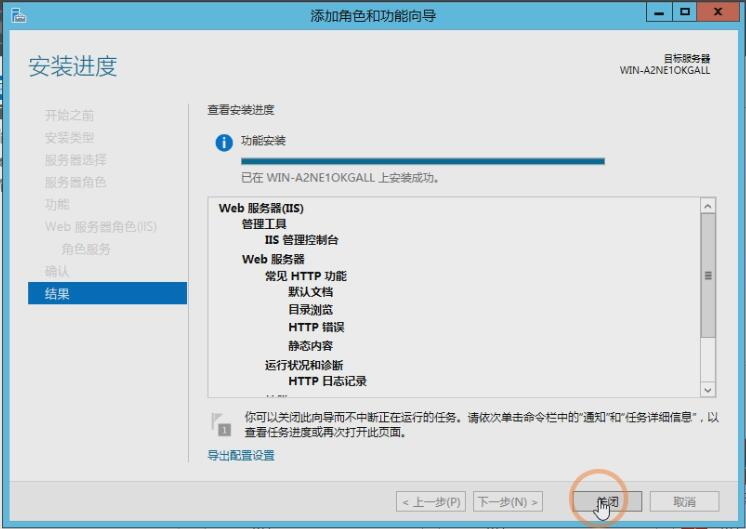 添加角色和功能向导
安装进度
目标服务器
WIN-A2NE1OKGALL
开始之前
安装类型
服务器选择
服务器角色
功能
Web 服务器角色(IIS)
角色服务
确认
结果
查看安装进度
功能安装
已在 WIN-A2NE1OKGALL 上安装成功。
Web 服务器(IIS)
管理工具
IIS 管理控制台
Web 服务器
常见 HTTP 功能
默认文档
目录浏览
HTTP 错误
静态内容
运行状况和诊断
HTTP 日志记录
1
你可以关闭此向导而不中断正在运行的任务。请依次单击命令栏中的“通知”和“任务详细信息”，以
查看任务进度或再次打开此页面。
导出配置设置
< 上一步(P)
下一步(N) >
关闭
取消